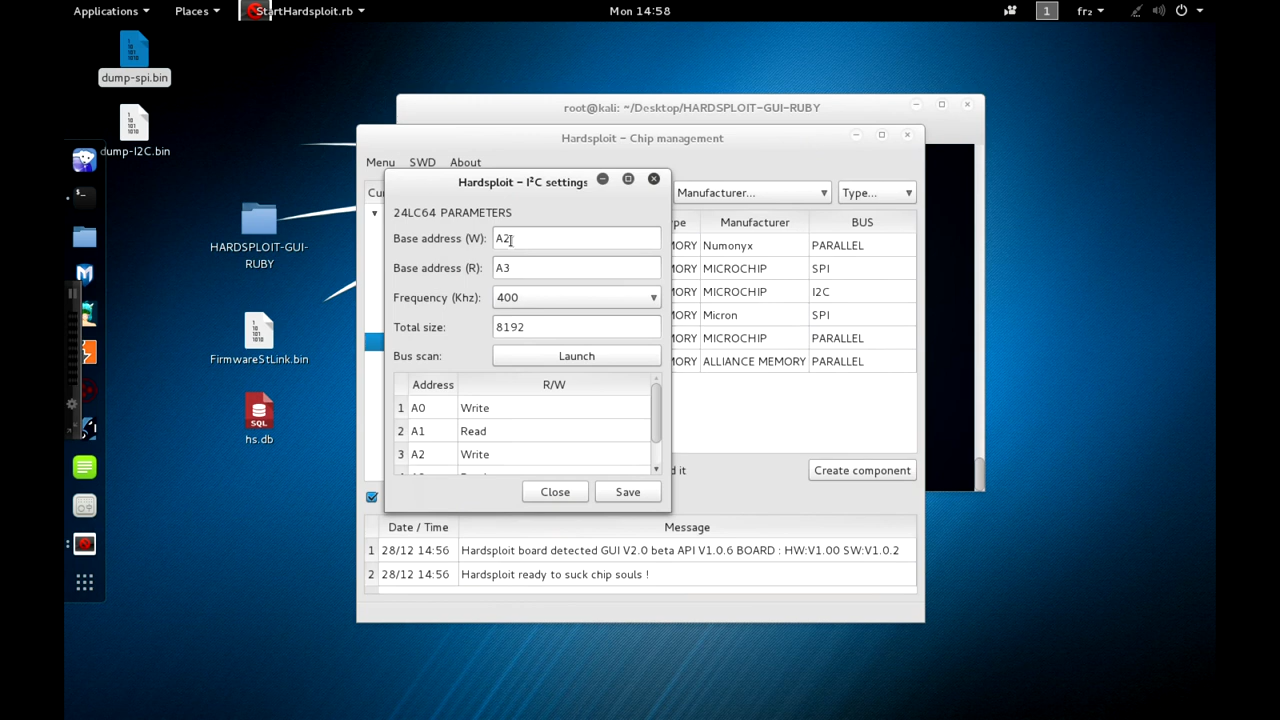 Applications Places StartHardsploit.rb Mon 14:58 1 fr₂
dump-spi.bin
dump-I2C.bin
HARDSPLOIT-GUI-
RUBY
FirmwareStLink.bin
SQL
hs.db
root@kali: ~/Desktop/HARDSPLOIT-GUI-RUBY
Hardsploit – Chip management
Menu SWD About
Manufacturer... Type...
Manufacturer BUS
Numonyx PARALLEL
MICROCHIP SPI
MICROCHIP I2C
Micron SPI
MICROCHIP PARALLEL
ALLIANCE MEMORY PARALLEL
Create component
Hardsploit – I²C settings
24LC64 PARAMETERS
Base address (W): A2
Base address (R): A3
Frequency (Khz): 400
Total size: 8192
Bus scan: Launch
Address R/W
1 A0 Write
2 A1 Read
3 A2 Write
Close Save
Date / Time Message
1 28/12 14:56 Hardsploit board detected GUI V2.0 beta API V1.0.6 BOARD : HW:V1.00 SW:V1.0.2
2 28/12 14:56 Hardsploit ready to suck chip souls !